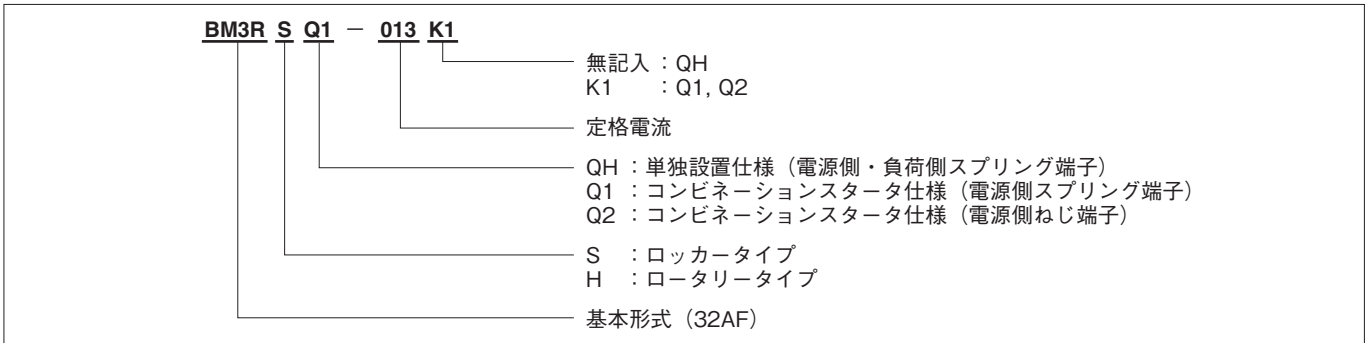 BM3R S Q1 － 013 K1
無記入：QH
K1　　：Q1, Q2
定格電流
QH：単独設置仕様（電源側・負荷側スプリング端子）
Q1：コンビネーションスタータ仕様（電源側スプリング端子）
Q2：コンビネーションスタータ仕様（電源側ねじ端子）
S　：ロッカータイプ
H　：ロータリータイプ
基本形式（32AF）